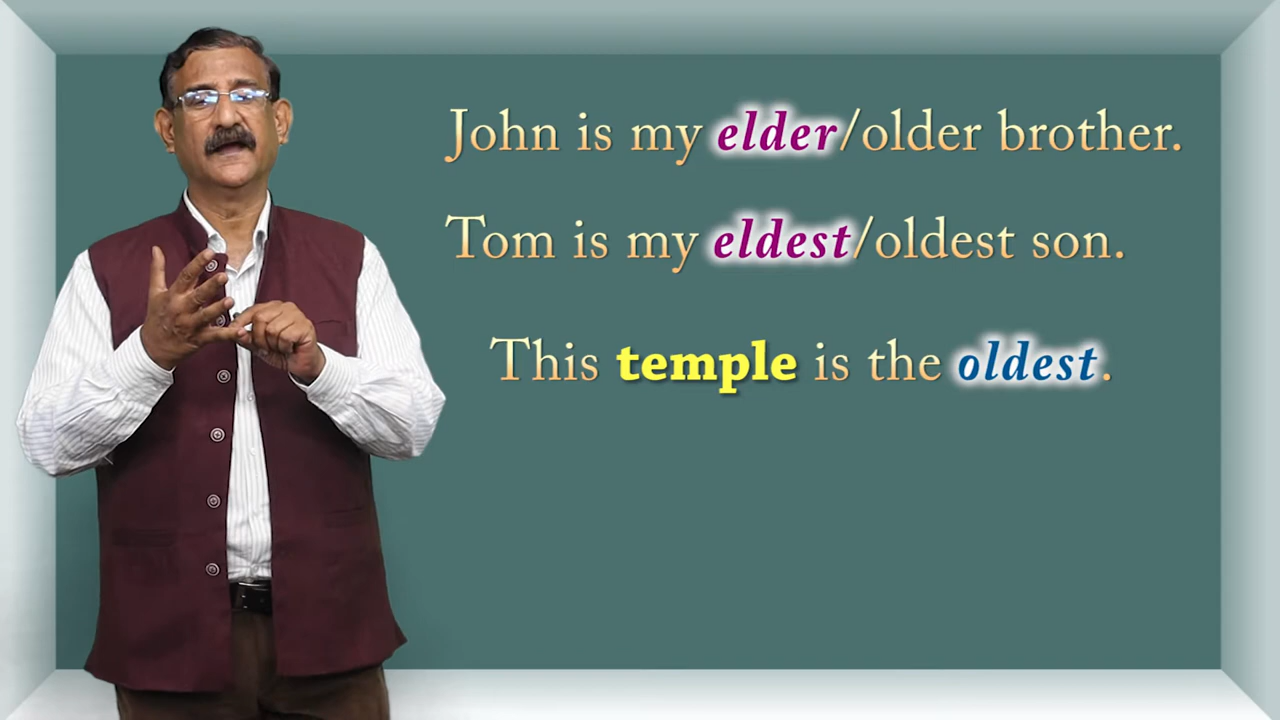 John is my elder/older brother.
Tom is my eldest/oldest son.
This temple is the oldest.